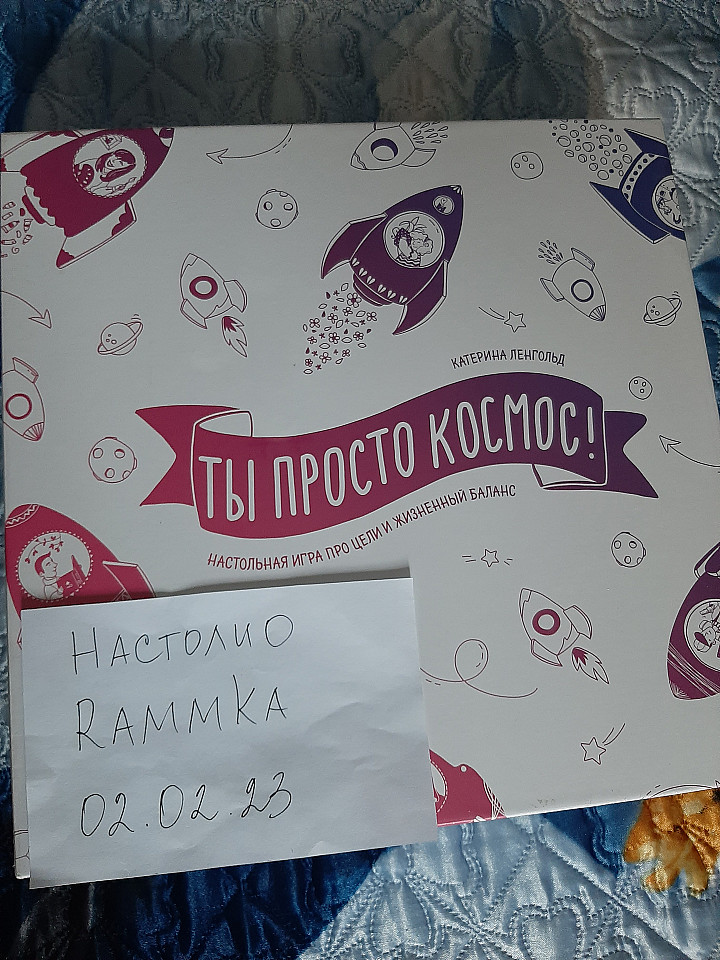 КАТЕРИНА ЛЕНГОЛЬД
ТЫ ПРОСТО КОСМОС!
НАСТОЛЬНАЯ ИГРА ПРО ЦЕЛИ И ЖИЗНЕННЫЙ БАЛАНС
НАСТОЛИО
RAMMKA
02.02.23